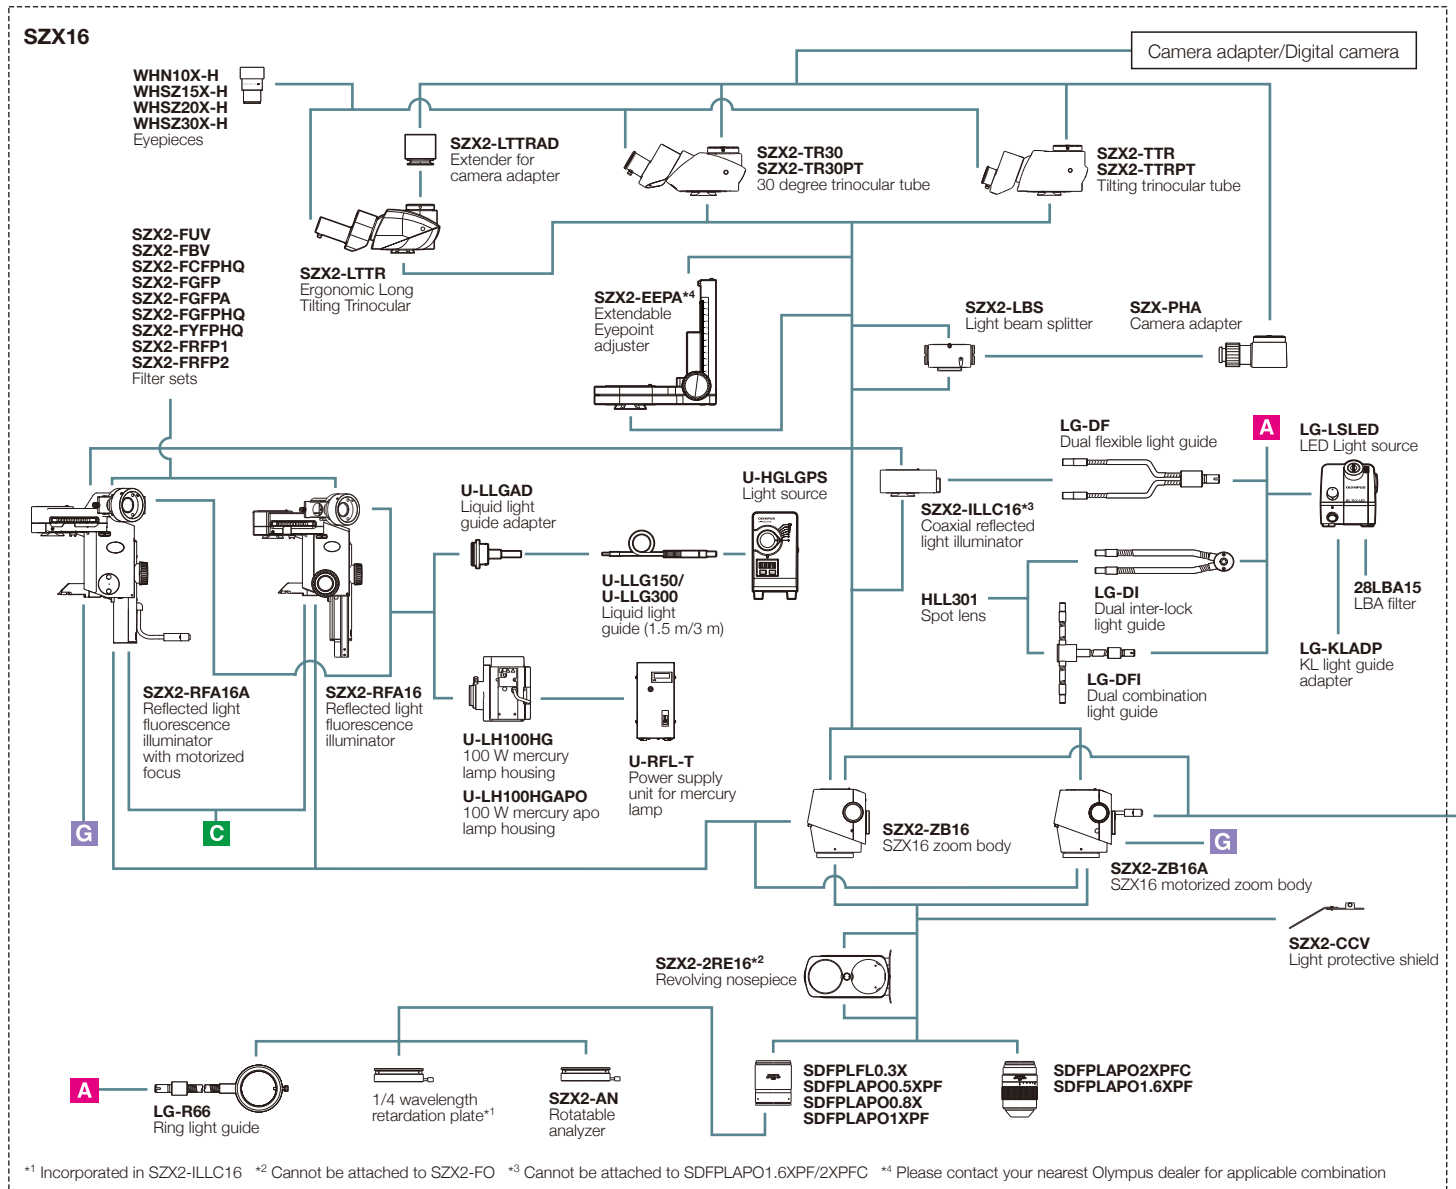 SZX16
Camera adapter/Digital camera
WHN10X-H
WHSZ15X-H
WHSZ20X-H
WHSZ30X-H
Eyepieces
SZX2-LTTRAD
Extender for
camera adapter
SZX2-TR30
SZX2-TR30PT
30 degree trinocular tube
SZX2-TTR
SZX2-TTRPT
Tilting trinocular tube
SZX2-LTTR
Ergonomic Long
Tilting Trinocular
SZX2-FUV
SZX2-FBV
SZX2-FCFPHQ
SZX2-FGFP
SZX2-FGFPA
SZX2-FGFPHQ
SZX2-FYFPHQ
SZX2-FRFP1
SZX2-FRFP2
Filter sets
SZX2-EEPA*4
Extendable
Eyepoint
adjuster
SZX2-LBS
Light beam splitter
SZX-PHA
Camera adapter
LG-DF
Dual flexible light guide
A
LG-LSLED
LED Light source
U-LLGAD
Liquid light
guide adapter
U-HGLGPS
Light source
SZX2-ILLC16*3
Coaxial reflected
light illuminator
U-LLG150/
U-LLG300
Liquid light
guide (1.5 m/3 m)
HLL301
Spot lens
LG-DI
Dual inter-lock
light guide
28LBA15
LBA filter
LG-KLADP
KL light guide
adapter
LG-DFI
Dual combination
light guide
SZX2-RFA16A
Reflected light
fluorescence
illuminator
with motorized
focus
SZX2-RFA16
Reflected light
fluorescence
illuminator
U-LH100HG
100 W mercury
lamp housing
U-LH100HGAPO
100 W mercury apo
lamp housing
U-RFL-T
Power supply
unit for mercury
lamp
G
C
SZX2-ZB16
SZX16 zoom body
G
SZX2-ZB16A
SZX16 motorized zoom body
SZX2-CCV
Light protective shield
SZX2-2RE16*2
Revolving nosepiece
A
LG-R66
Ring light guide
1/4 wavelength
retardation plate*1
SZX2-AN
Rotatable
analyzer
SDFPLFL0.3X
SDFPLAPO0.5XPF
SDFPLAPO0.8X
SDFPLAPO1XPF
SDFPLAPO2XPFC
SDFPLAPO1.6XPF
*1 Incorporated in SZX2-ILLC16 *2 Cannot be attached to SZX2-FO *3 Cannot be attached to SDFPLAPO1.6XPF/2XPFC *4 Please contact your nearest Olympus dealer for applicable combination